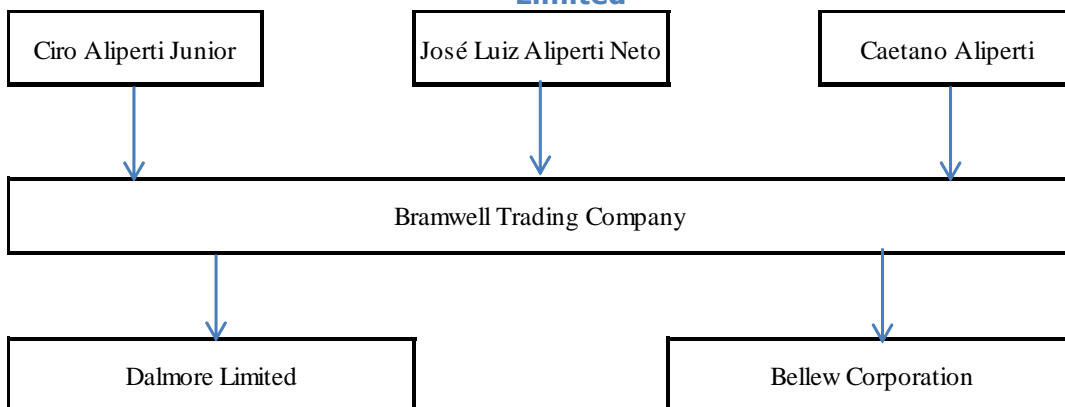 Limited
Ciro Aliperti Junior
José Luiz Aliperti Neto
Caetano Aliperti
Bramwell Trading Company
Dalmore Limited
Bellew Corporation